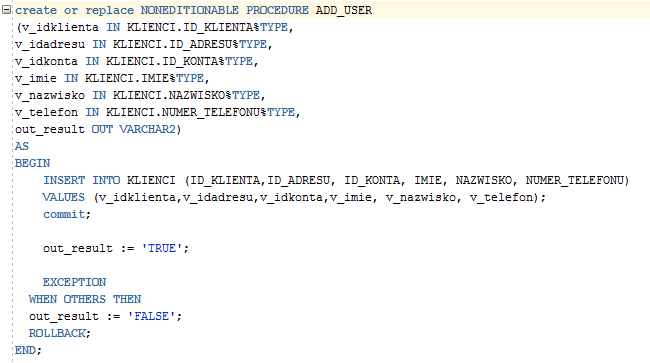 create or replace NONEDITIONABLE PROCEDURE ADD_USER
(v_idklienta IN KLIENCI.ID_KLIENTA%TYPE,
v_idadresu IN KLIENCI.ID_ADRESU%TYPE,
v_idkonta IN KLIENCI.ID_KONTA%TYPE,
v_imie IN KLIENCI.IMIE%TYPE,
v_nazwisko IN KLIENCI.NAZWISKO%TYPE,
v_telefon IN KLIENCI.NUMER_TELEFONU%TYPE,
out_result OUT VARCHAR2)
AS
BEGIN
    INSERT INTO KLIENCI (ID_KLIENTA,ID_ADRESU, ID_KONTA, IMIE, NAZWISKO, NUMER_TELEFONU)
    VALUES (v_idklienta,v_idadresu,v_idkonta,v_imie, v_nazwisko, v_telefon);
    commit;

    out_result := 'TRUE';

    EXCEPTION
  WHEN OTHERS THEN
  out_result := 'FALSE';
  ROLLBACK;
END;